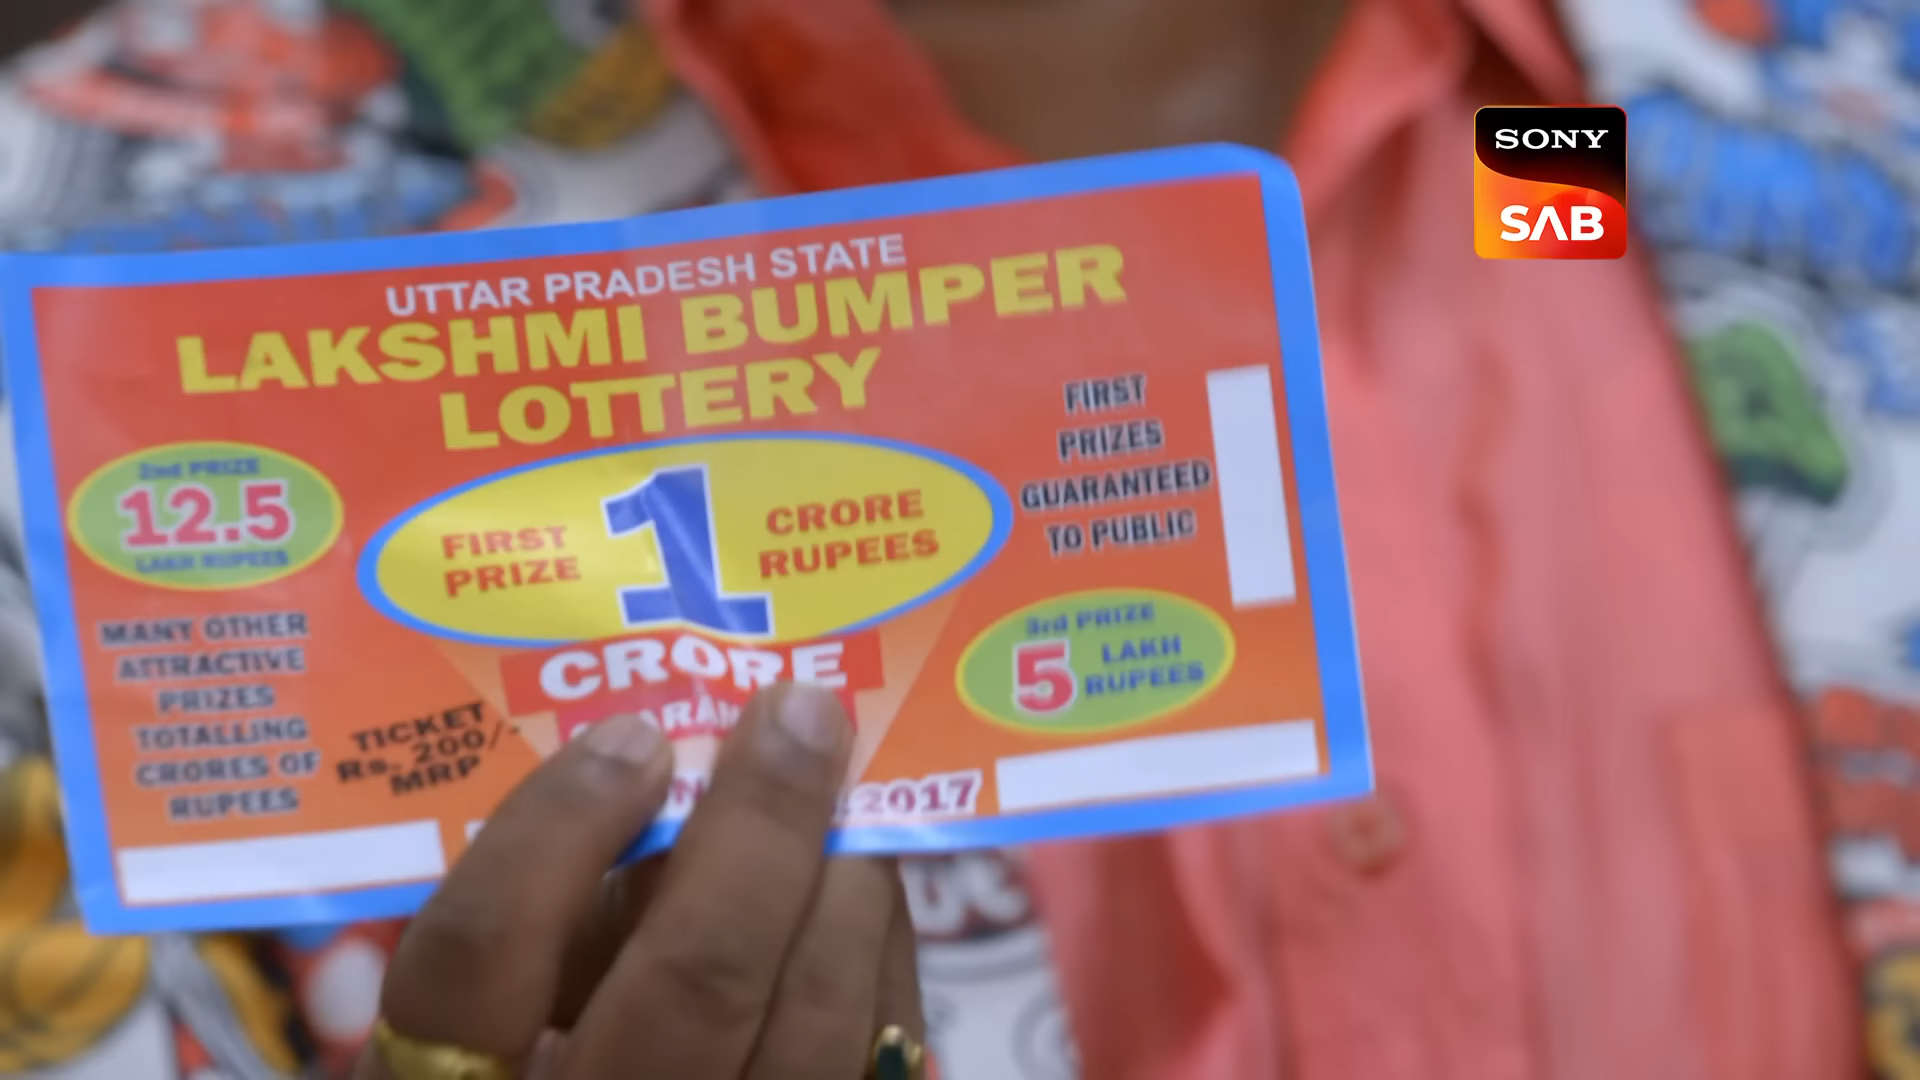 SONY
SAB
UTTAR PRADESH STATE
LAKSHMI BUMPER
LOTTERY
2nd PRIZE
12.5
LAKH RUPEES
FIRST
PRIZE
1
CRORE
RUPEES
CRORE
FIRST
PRIZES
GUARANTEED
TO PUBLIC
3rd PRIZE
5
LAKH
RUPEES
MANY OTHER
ATTRACTIVE
PRIZES
TOTALLING
CRORES OF
RUPEES
TICKET
Rs. 200/-
MRP
.2017